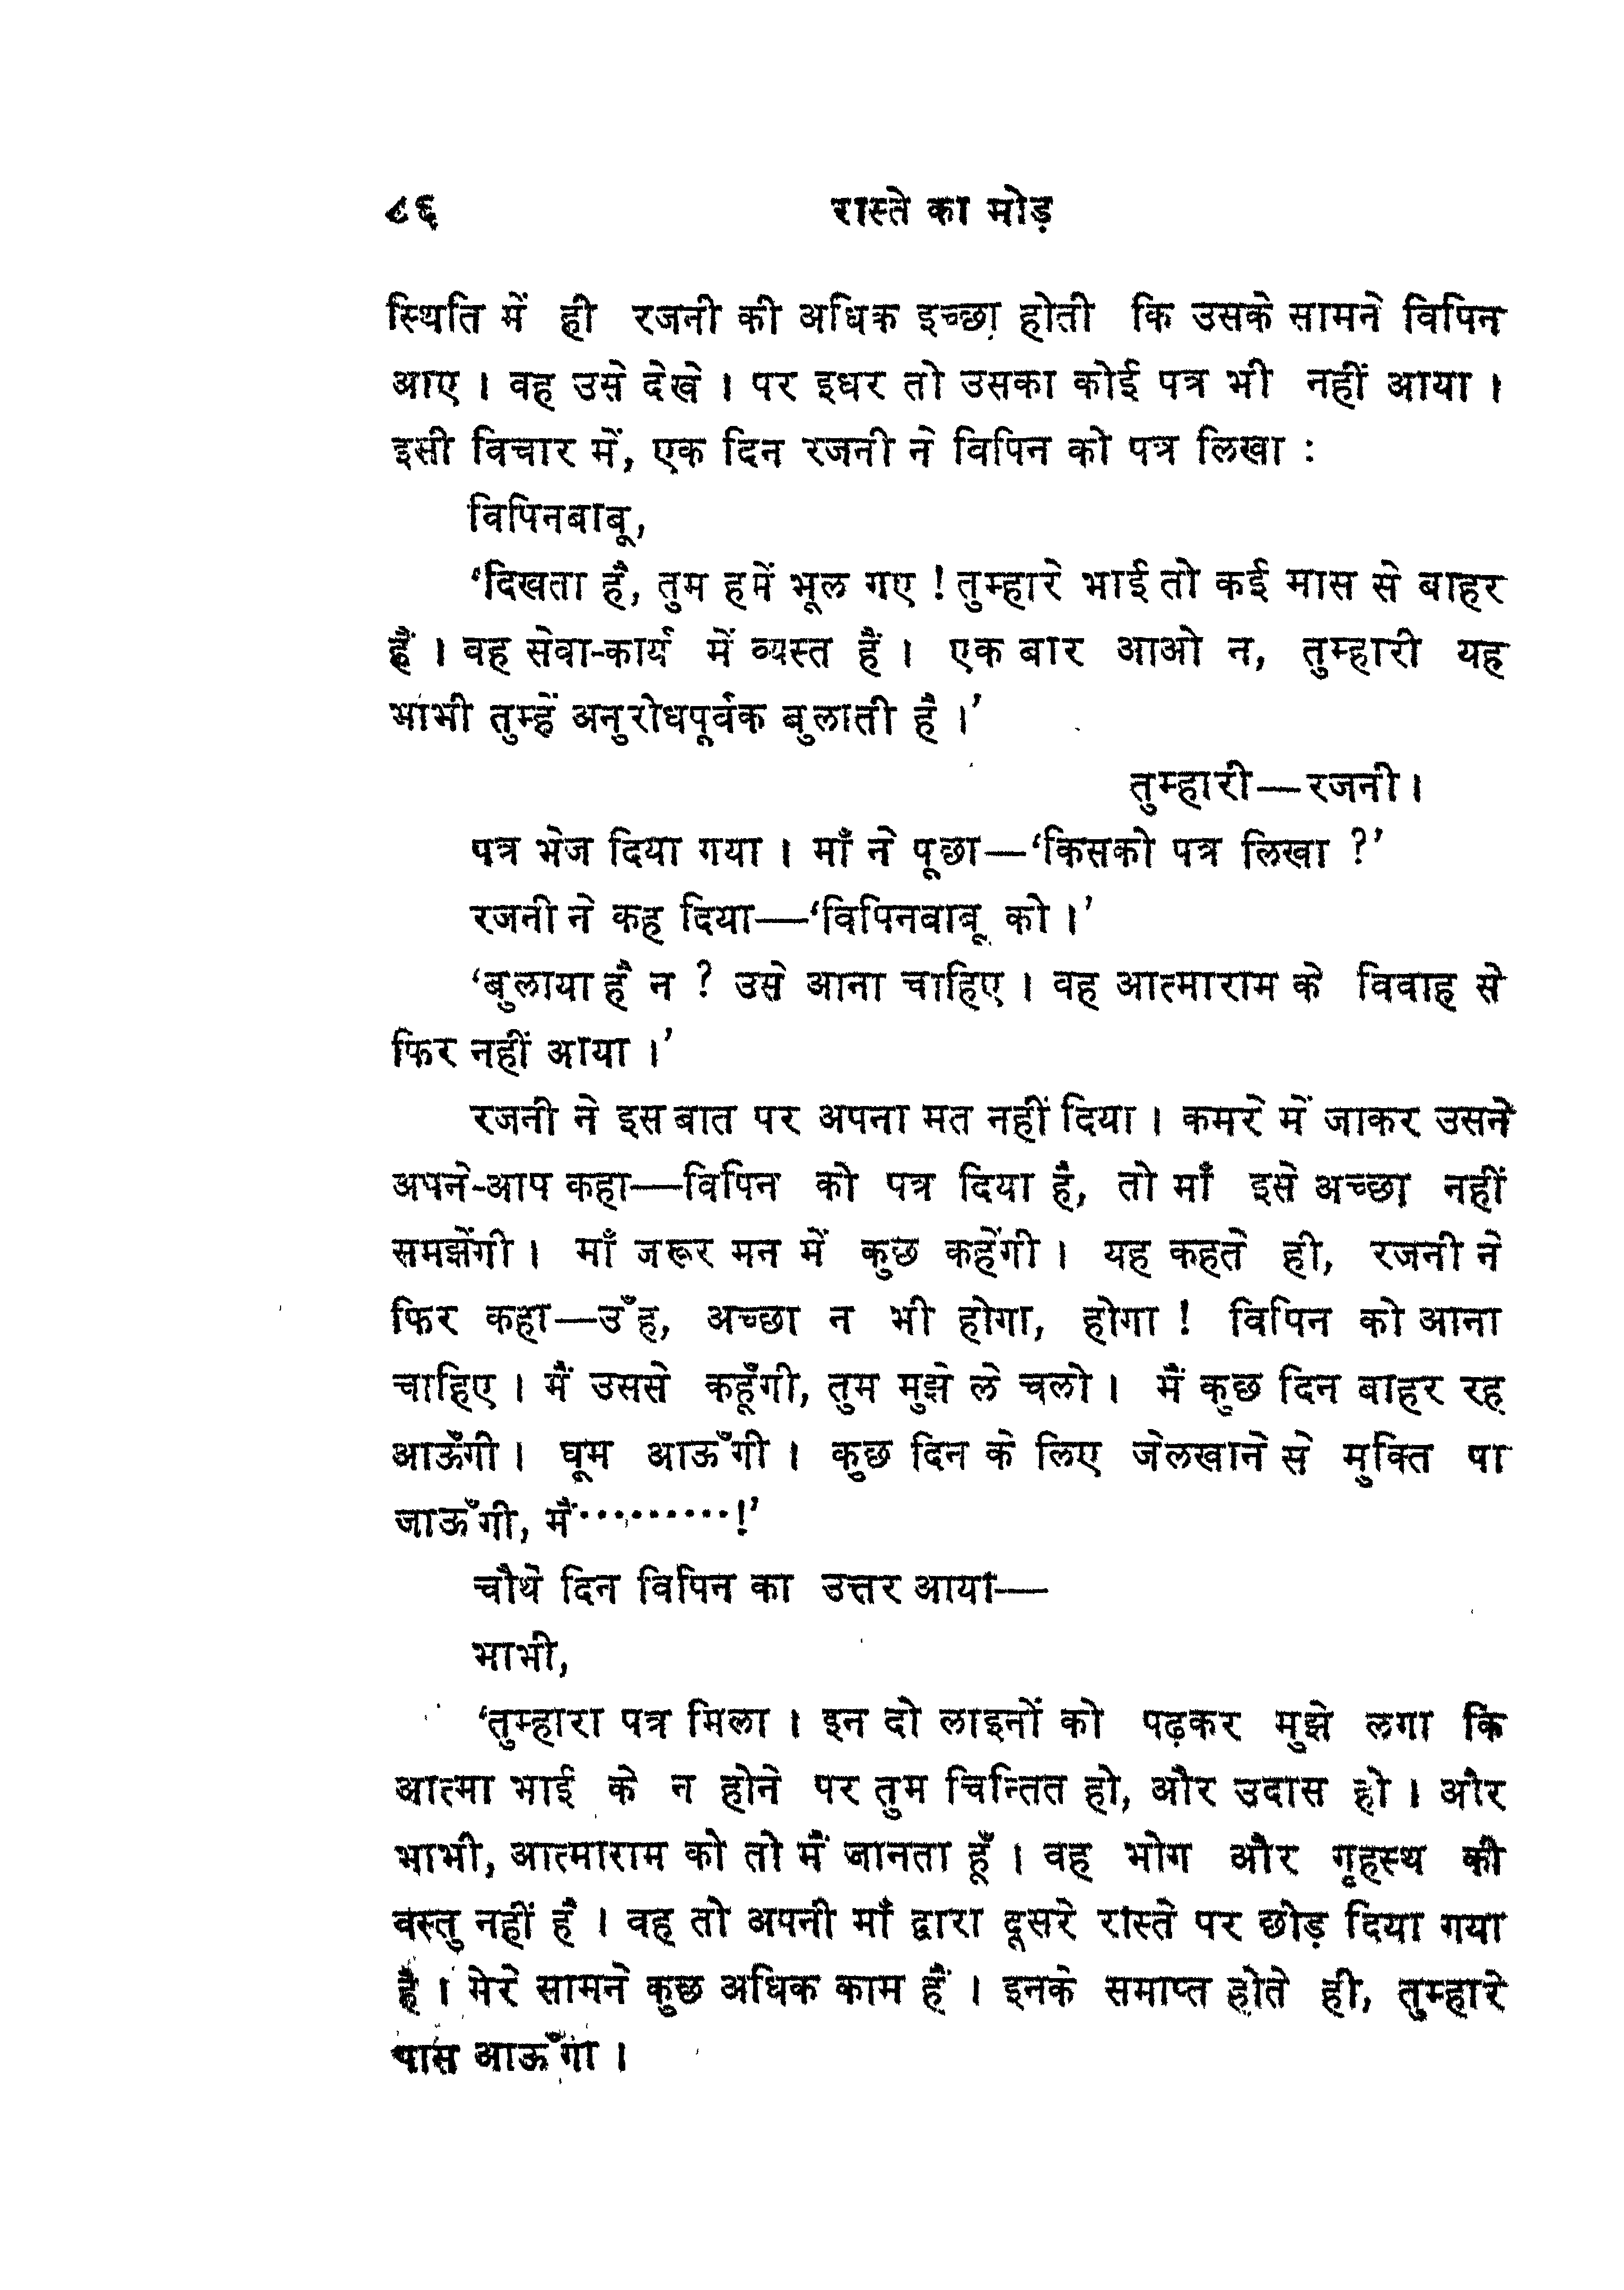 ८६ रास्ते का मोड़
स्थिति में ही रजनी की अधिक इच्छा होती कि उसके सामने विपिन
आए । वह उसे देखे । पर इधर तो उसका कोई पत्र भी नहीं आया ।
इसी विचार में, एक दिन रजनी ने विपिन को पत्र लिखा :
विपिनबाबू,
‘दिखता है, तुम हमें भूल गए ! तुम्हारे भाई तो कई मास से बाहर
हैं । वह सेवा-कार्य में व्यस्त हैं । एक बार आओ न, तुम्हारी यह
भाभी तुम्हें अनुरोधपूर्वक बुलाती है ।’
तुम्हारी—रजनी ।
पत्र भेज दिया गया । माँ ने पूछा—‘किसको पत्र लिखा ?’
रजनी ने कह दिया—‘विपिनबाबू को ।’
‘बुलाया है न ? उसे आना चाहिए । वह आत्माराम के विवाह से
फिर नहीं आया ।’
रजनी ने इस बात पर अपना मत नहीं दिया । कमरे में जाकर उसने
अपने-आप कहा—विपिन को पत्र दिया है, तो माँ इसे अच्छा नहीं
समझेंगी । माँ जरूर मन में कुछ कहेंगी । यह कहते ही, रजनी ने
फिर कहा—उँह, अच्छा न भी होगा, होगा ! विपिन को आना
चाहिए । मैं उससे कहूँगी, तुम मुझे ले चलो । मैं कुछ दिन बाहर रह
आऊँगी । घूम आऊँगी । कुछ दिन के लिए जेलखाने से मुक्ति पा
जाऊँगी, मैं·········!’
चौथे दिन विपिन का उत्तर आया—
भाभी,
‘तुम्हारा पत्र मिला । इन दो लाइनों को पढ़कर मुझे लगा कि
आत्मा भाई के न होने पर तुम चिन्तित हो, और उदास हो । और
भाभी, आत्माराम को तो मैं जानता हूँ । वह भोग और गृहस्थ की
वस्तु नहीं है । वह तो अपनी माँ द्वारा दूसरे रास्ते पर छोड़ दिया गया
है । मेरे सामने कुछ अधिक काम हैं । इनके समाप्त होते ही, तुम्हारे
पास आऊँगा ।